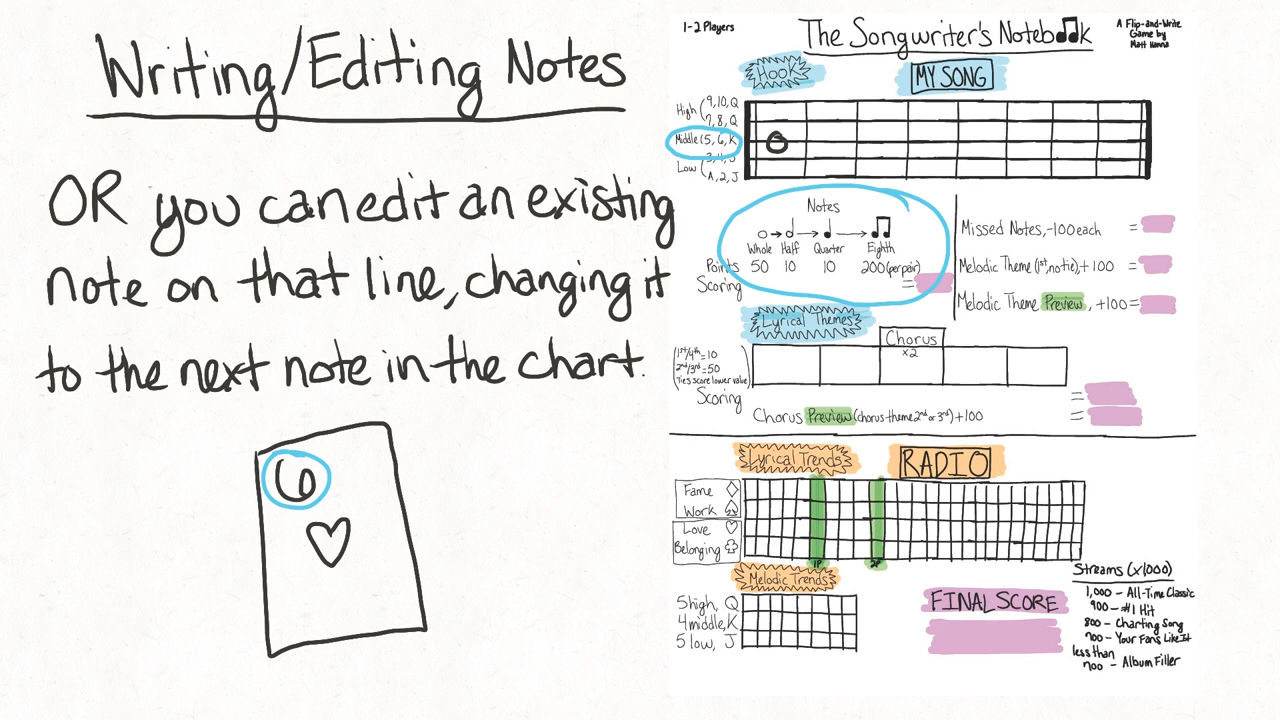 Writing/Editing Notes
OR you can edit an existing
note on that line, changing it
to the next note in the chart.
6
1-2 Players
The Songwriter's Notebook
A Flip-and-Write
Game by
Matt Hanna
Hook
MY SONG
High (9, 10, Q
7, 8, Q
Middle (5, 6, K
3, 4, J
Low (A, 2, J
Notes
Whole Half Quarter Eighth
Points 50 10 10 200 (per pair)
Scoring =
Missed Notes, -100 each =
Melodic Theme (1st, no tie), + 100 =
Melodic Theme Preview, +100 =
Lyrical Themes
Chorus
x2
1st/4th = 10
2nd/3rd = 50
Ties score lower value
Scoring =
Chorus Preview (chorus theme 2nd or 3rd) +100 =
Lyrical Trends
RADIO
Fame
Work
Love
Belonging
1P 2P
Melodic Trends
5 high, Q
4 middle, K
5 low, J
FINAL SCORE
Streams (x1000)
1,000 - All-Time Classic
900 - #1 Hit
800 - Charting Song
700 - Your Fans Like It
less than
700 - Album Filler